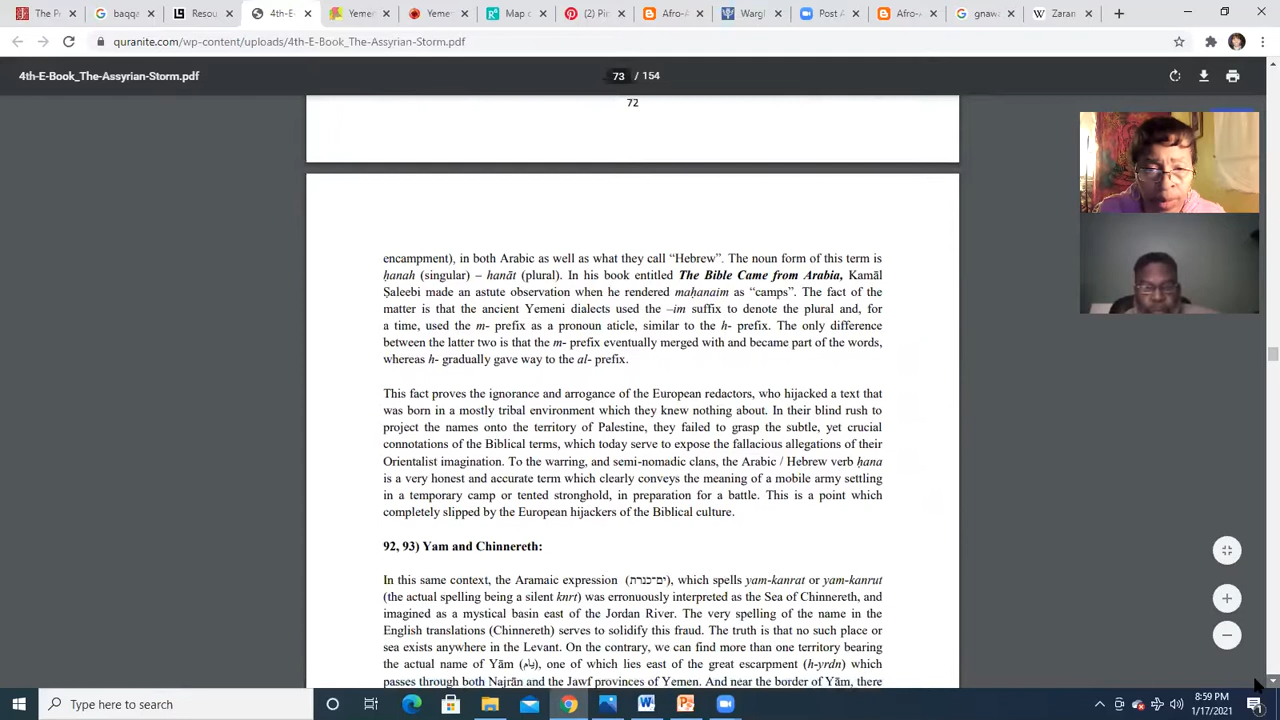 The P
baqqa
Resou
4th-E
Yeme
Yeme
Map.c
(2) Pin
Afro-A
Wargl
Post A
Afro-A
gnawa
Zaran
quranite.com/wp-content/uploads/4th-E-Book_The-Assyrian-Storm.pdf
4th-E-Book_The-Assyrian-Storm.pdf
73 / 154
72
encampment), in both Arabic as well as what they call “Hebrew”. The noun form of this term is
ḥanah (singular) – hanāt (plural). In his book entitled The Bible Came from Arabia, Kamāl
Ṣaleebi made an astute observation when he rendered maḥanaim as “camps”. The fact of the
matter is that the ancient Yemeni dialects used the –im suffix to denote the plural and, for
a time, used the m- prefix as a pronoun aticle, similar to the h- prefix. The only difference
between the latter two is that the m- prefix eventually merged with and became part of the words,
whereas h- gradually gave way to the al- prefix.
This fact proves the ignorance and arrogance of the European redactors, who hijacked a text that
was born in a mostly tribal environment which they knew nothing about. In their blind rush to
project the names onto the territory of Palestine, they failed to grasp the subtle, yet crucial
connotations of the Biblical terms, which today serve to expose the fallacious allegations of their
Orientalist imagination. To the warring, and semi-nomadic clans, the Arabic / Hebrew verb ḥana
is a very honest and accurate term which clearly conveys the meaning of a mobile army settling
in a temporary camp or tented stronghold, in preparation for a battle. This is a point which
completely slipped by the European hijackers of the Biblical culture.
92, 93) Yam and Chinnereth:
In this same context, the Aramaic expression (ים־כנרת), which spells yam-kanrat or yam-kanrut
(the actual spelling being a silent knrt) was erronuously interpreted as the Sea of Chinnereth, and
imagined as a mystical basin east of the Jordan River. The very spelling of the name in the
English translations (Chinnereth) serves to solidify this fraud. The truth is that no such place or
sea exists anywhere in the Levant. On the contrary, we can find more than one territory bearing
the actual name of Yām (يام), one of which lies east of the great escarpment (h-yrdn) which
passes through both Najrān and the Jawf provinces of Yemen. And near the border of Yām, there
Type here to search
8:59 PM
1/17/2021